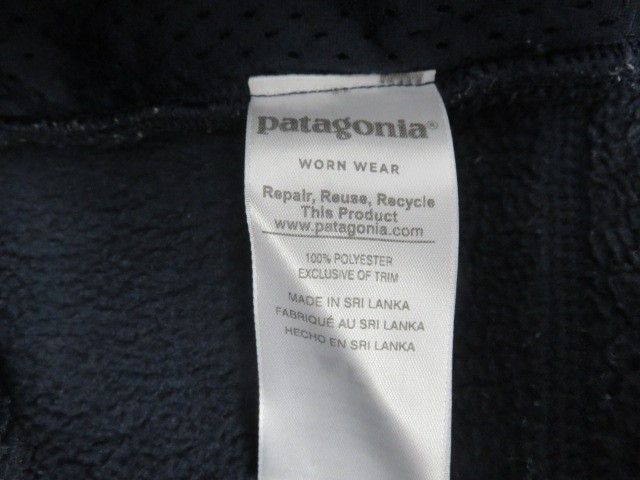 patagonia®
WORN WEAR
Repair, Reuse, Recycle
This Product
www.patagonia.com
100% POLYESTER
EXCLUSIVE OF TRIM
MADE IN SRI LANKA
FABRIQUÉ AU SRI LANKA
HECHO EN SRI LANKA